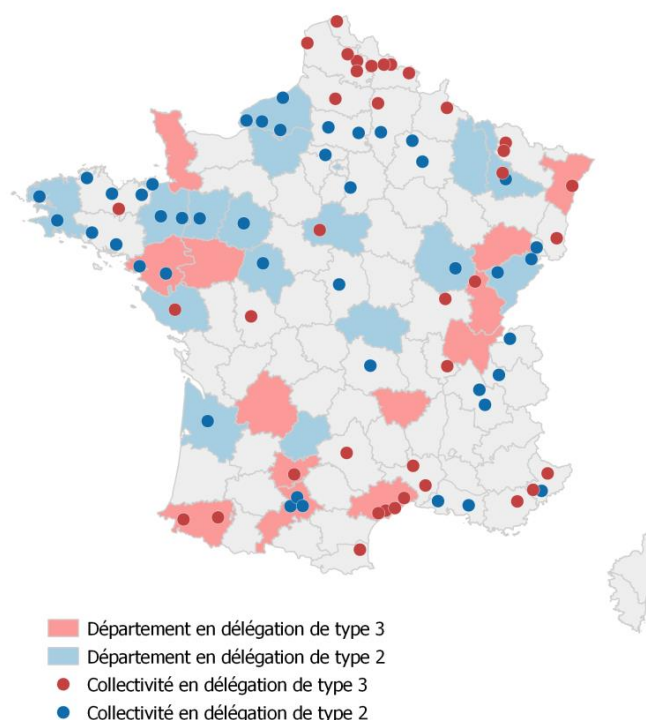 Département en délégation de type 3
Département en délégation de type 2
Collectivité en délégation de type 3
Collectivité en délégation de type 2